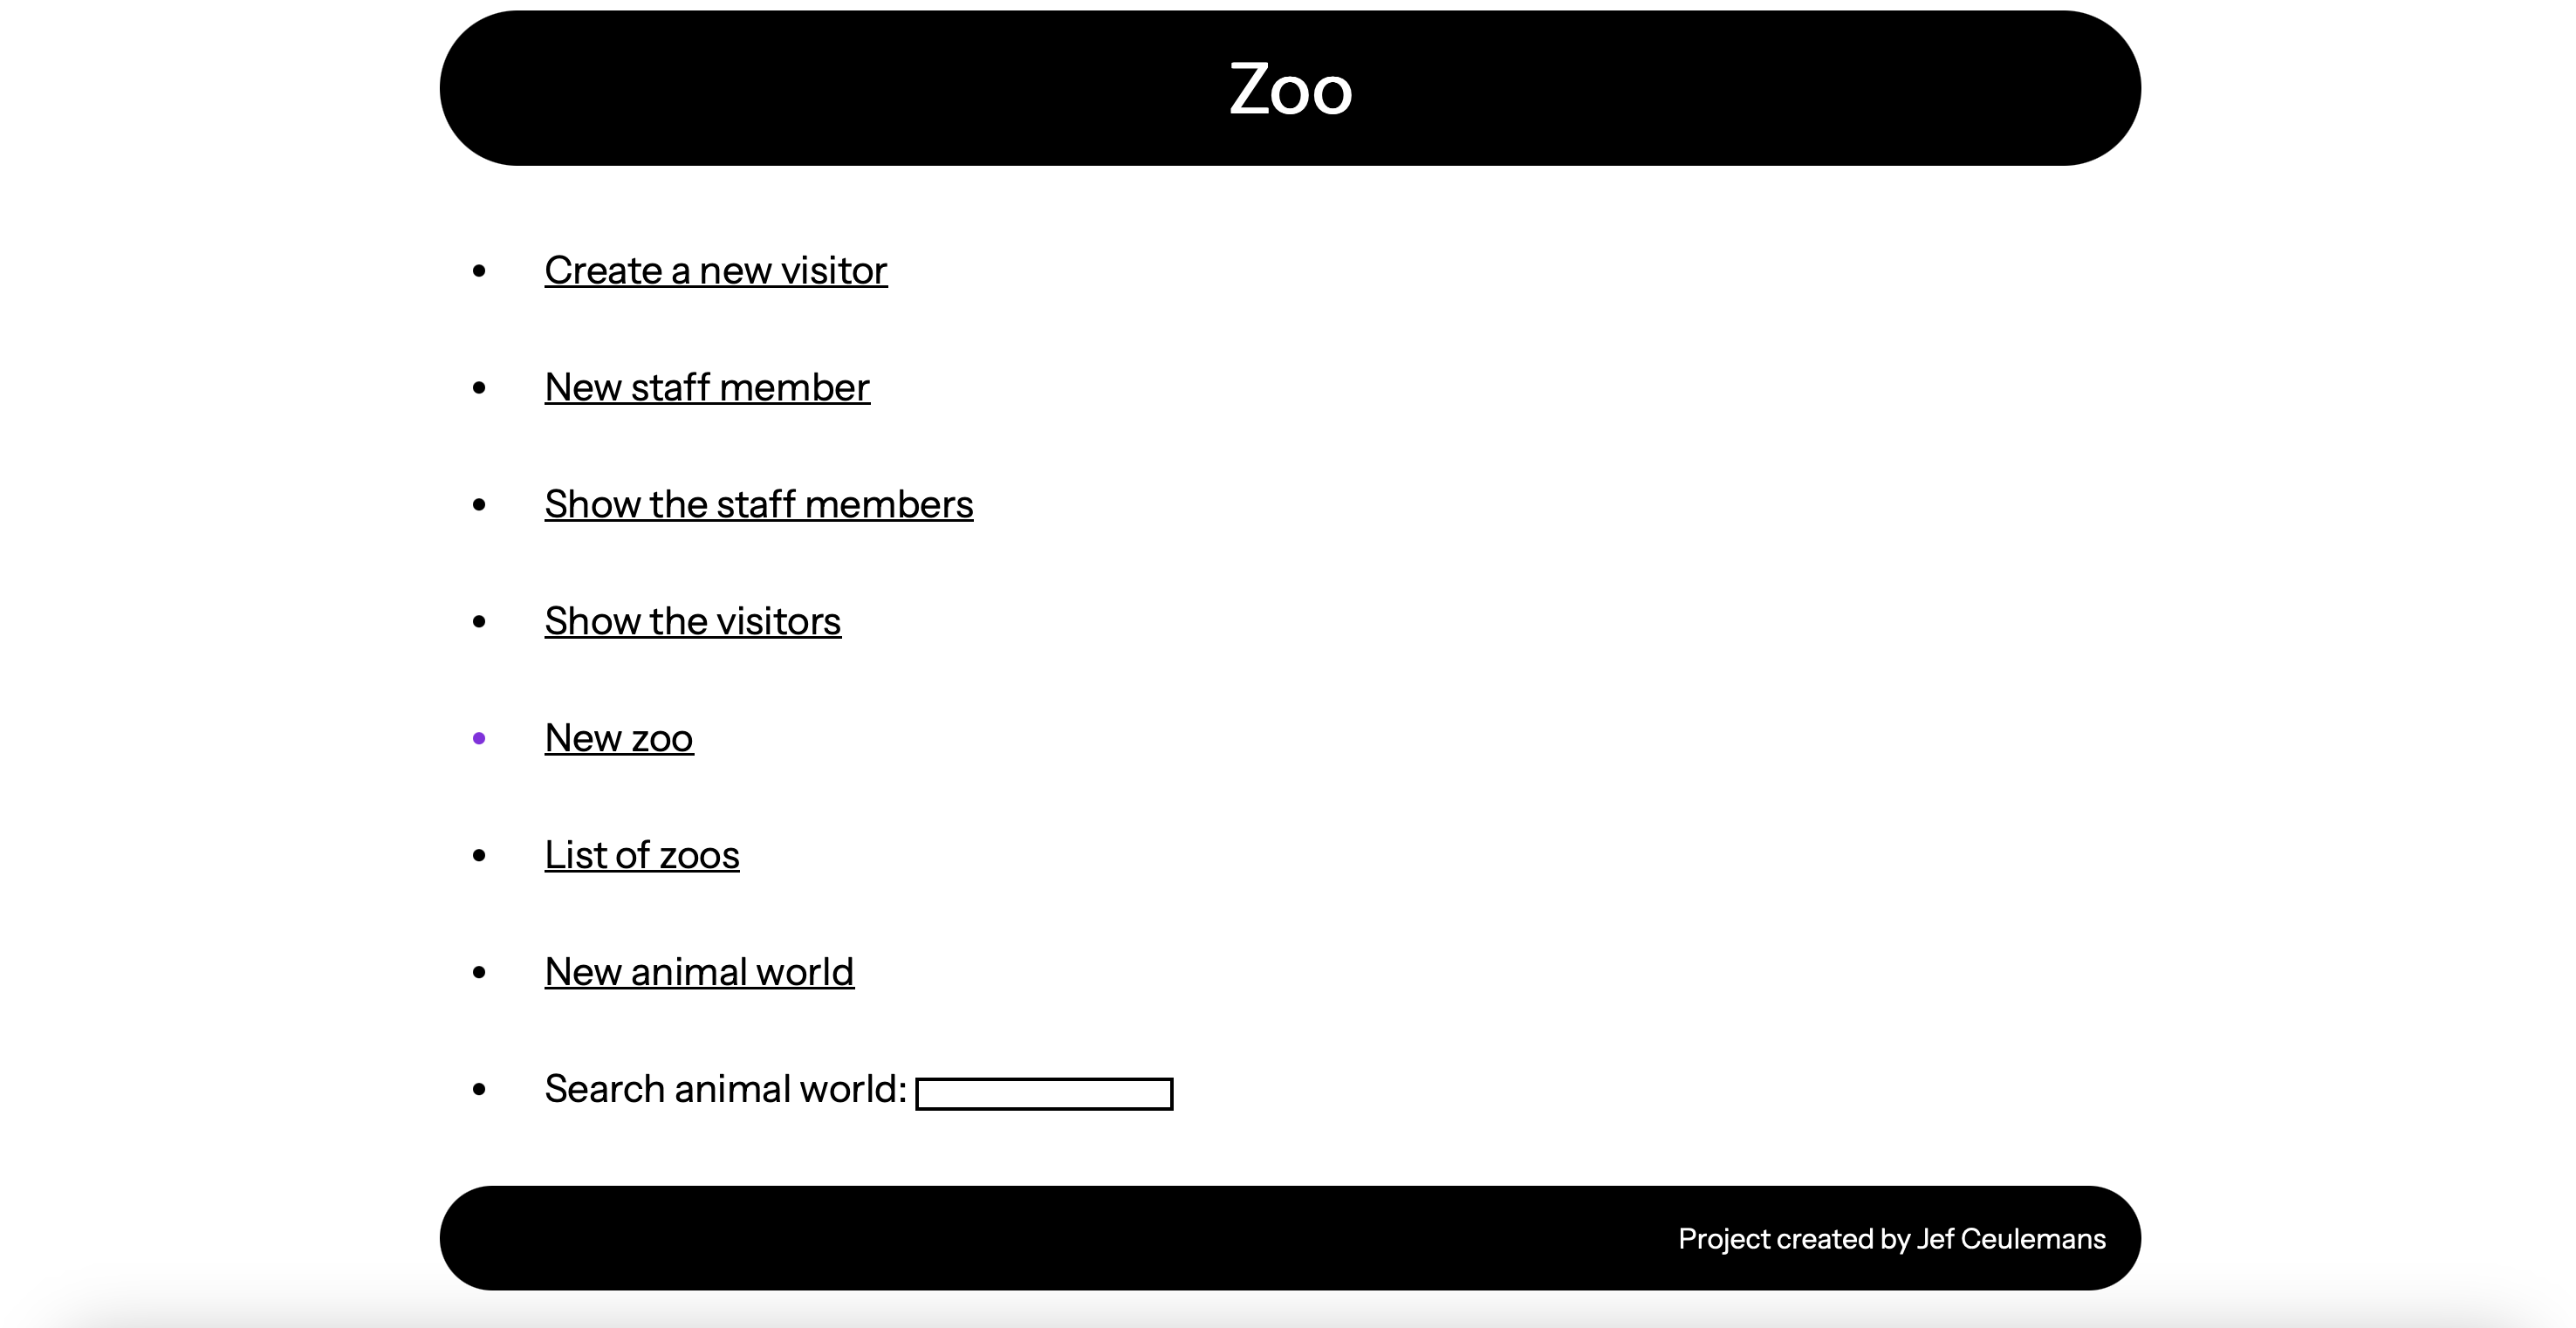 Zoo
Create a new visitor
New staff member
Show the staff members
Show the visitors
New zoo
List of zoos
New animal world
Search animal world:
Project created by Jef Ceulemans